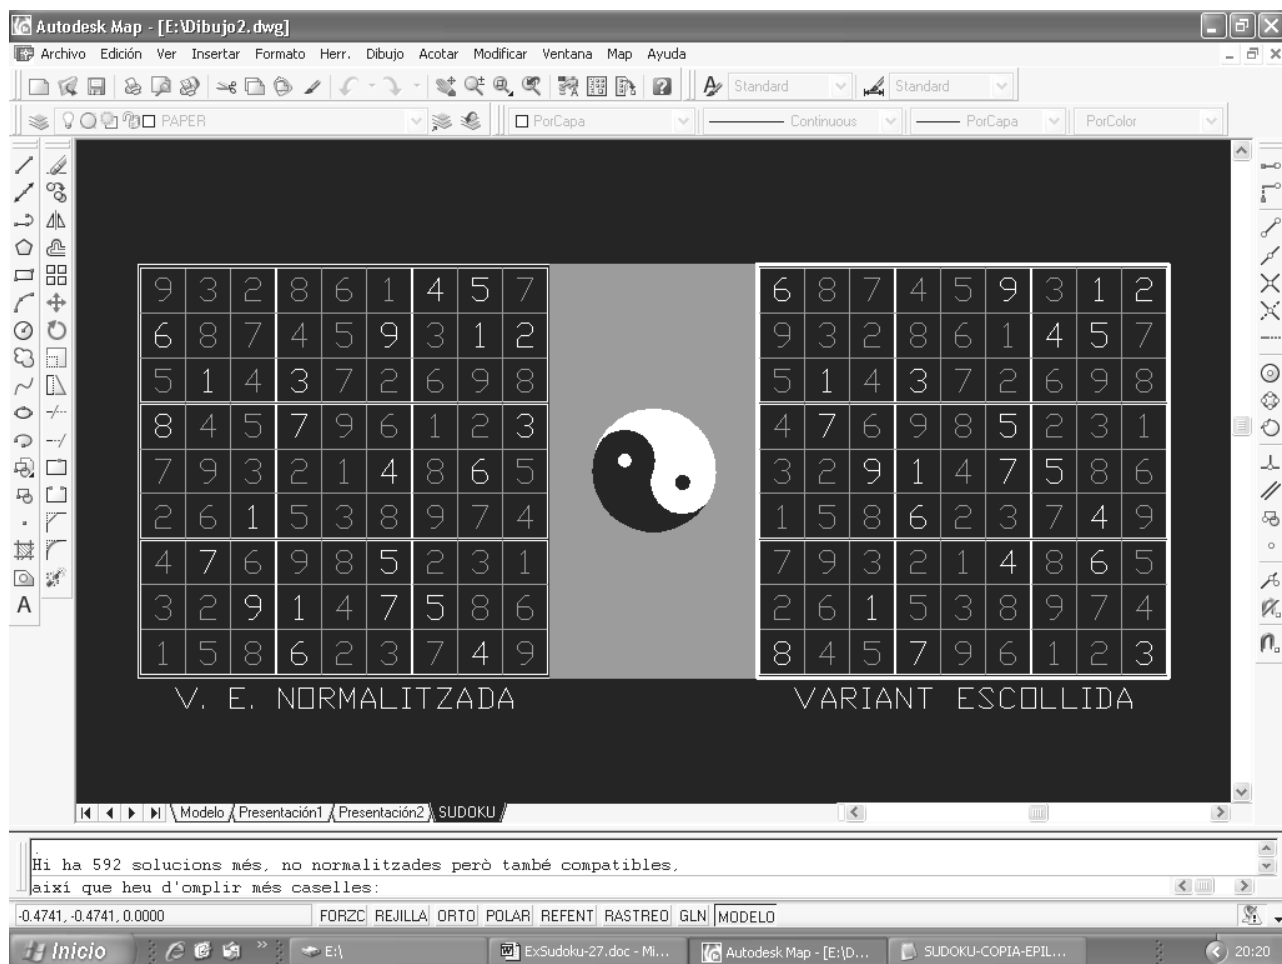 Autodesk Map - [E:\Dibujo2.dwg]
Archivo Edición Ver Insertar Formato Herr. Dibujo Acotar Modificar Ventana Map Ayuda
Standard Standard
PAPER PorCapa Continuous PorCapa PorColor
9 3 2 8 6 1 4 5 7
6 8 7 4 5 9 3 1 2
5 1 4 3 7 2 6 9 8
8 4 5 7 9 6 1 2 3
7 9 3 2 1 4 8 6 5
2 6 1 5 3 8 9 7 4
4 7 6 9 8 5 2 3 1
3 2 9 1 4 7 5 8 6
1 5 8 6 2 3 7 4 9
V. E. NORMALITZADA
6 8 7 4 5 9 3 1 2
9 3 2 8 6 1 4 5 7
5 1 4 3 7 2 6 9 8
4 7 6 9 8 5 2 3 1
3 2 9 1 4 7 5 8 6
1 5 8 6 2 3 7 4 9
7 9 3 2 1 4 8 6 5
2 6 1 5 3 8 9 7 4
8 4 5 7 9 6 1 2 3
VARIANT ESCOLLIDA
Modelo Presentación1 Presentación2 SUDOKU
Hi ha 592 solucions més, no normalitzades però també compatibles,
així que heu d'omplir més caselles:
-0.4741, -0.4741, 0.0000 FORZC REJILLA ORTO POLAR REFENT RASTREO GLN MODELO
Inicio » E:\ ExSudoku-27.doc - Mi... Autodesk Map - [E:\D... SUDOKU-COPIA-EPIL... 20:20